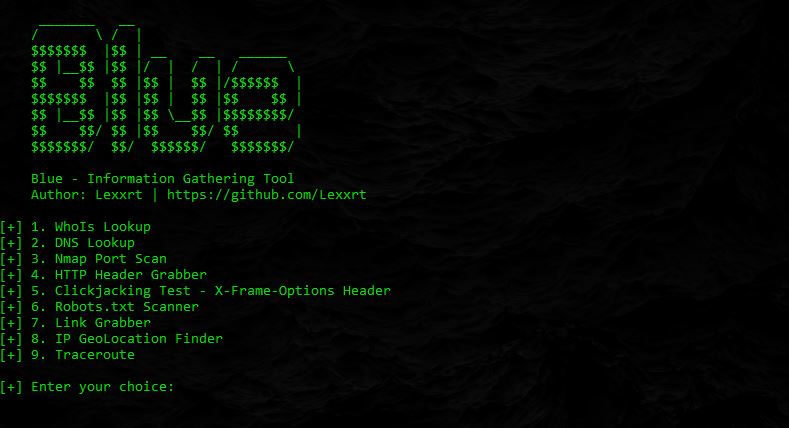 _______   __
/       \ /  |
$$$$$$$  |$$ | __    __   ______
$$ |__$$ |$$ |/  |  /  | /      \
$$    $$  $$ |$$ |  $$ |/$$$$$$  |
$$$$$$$  |$$ |$$ |  $$ |$$    $$ |
$$ |__$$ |$$ |$$ \__$$ |$$$$$$$$/
$$    $$/ $$ |$$    $$/ $$       |
$$$$$$$/  $$/  $$$$$$/   $$$$$$$/
Blue - Information Gathering Tool
Author: Lexxrt | https://github.com/Lexxrt
[+] 1. WhoIs Lookup
[+] 2. DNS Lookup
[+] 3. Nmap Port Scan
[+] 4. HTTP Header Grabber
[+] 5. Clickjacking Test - X-Frame-Options Header
[+] 6. Robots.txt Scanner
[+] 7. Link Grabber
[+] 8. IP GeoLocation Finder
[+] 9. Traceroute
[+] Enter your choice: